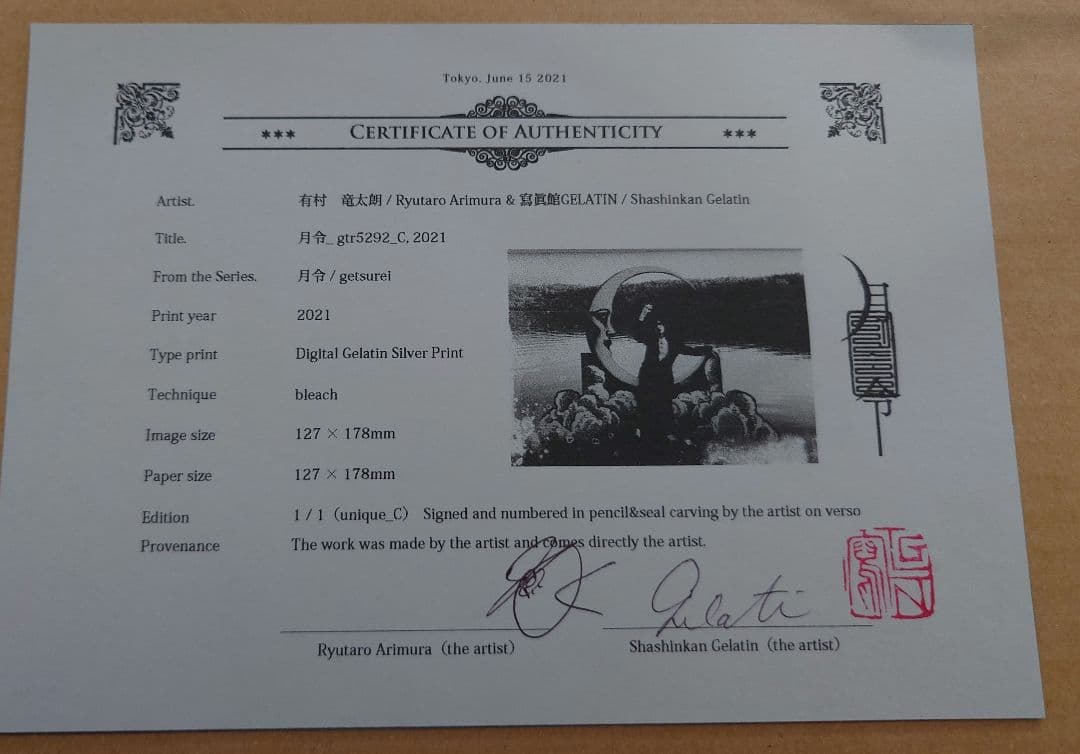 Tokyo. June 15 2021
*** CERTIFICATE OF AUTHENTICITY ***
Artist. 有村 竜太朗 / Ryutaro Arimura & 寫眞館GELATIN / Shashinkan Gelatin
Title. 月令_ gtr5292_C, 2021
From the Series. 月令 / getsurei
Print year 2021
Type print Digital Gelatin Silver Print
Technique bleach
Image size 127 × 178mm
Paper size 127 × 178mm
Edition 1 / 1（unique_C） Signed and numbered in pencil&seal carving by the artist on verso
Provenance The work was made by the artist and comes directly the artist.
Gelatin
Ryutaro Arimura（the artist） Shashinkan Gelatin（the artist）